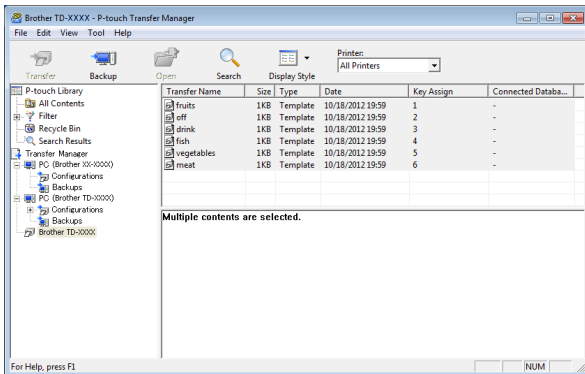 Brother TD-XXXX - P-touch Transfer Manager
File Edit View Tool Help
Transfer Backup Open Search Display Style
Printer:
All Printers
P-touch Library
All Contents
Filter
Recycle Bin
Search Results
Transfer Manager
PC (Brother XX-XXXX)
Configurations
Backups
PC (Brother TD-XXXX)
Configurations
Backups
Brother TD-XXXX
Transfer Name Size Type Date Key Assign Connected Databa...
fruits 1KB Template 10/18/2012 19:59 1 -
off 1KB Template 10/18/2012 19:59 2 -
drink 1KB Template 10/18/2012 19:59 3 -
fish 1KB Template 10/18/2012 19:59 4 -
vegetables 1KB Template 10/18/2012 19:59 5 -
meat 1KB Template 10/18/2012 19:59 6 -
Multiple contents are selected.
For Help, press F1
NUM